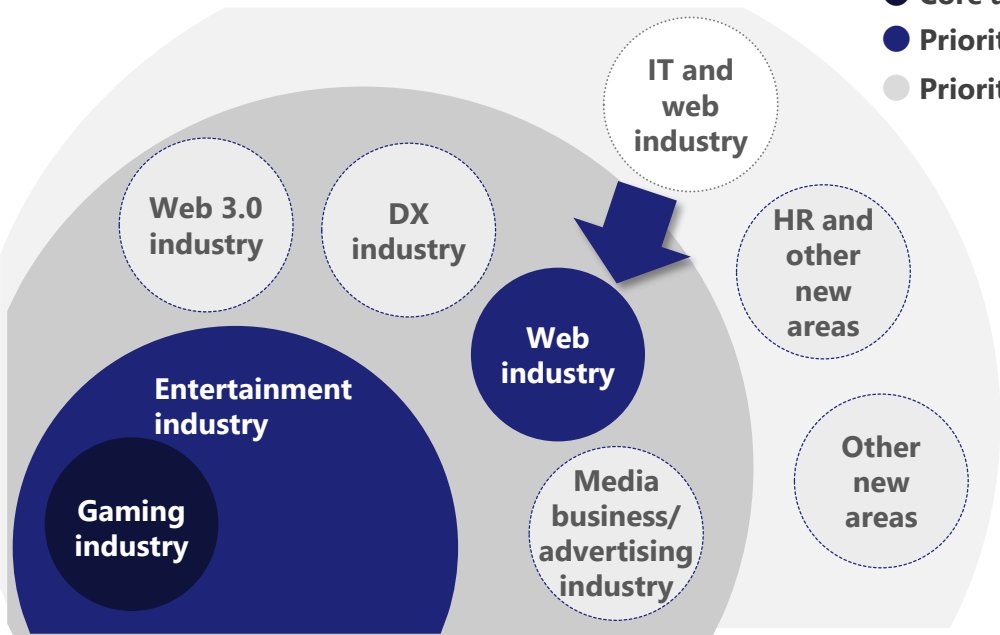 Core
Priorit
Priorit
IT and
web
industry
Web 3.0
industry
DX
industry
HR and
other
new
areas
Web
industry
Entertainment
industry
Other
new
areas
Media
business/
advertising
industry
Gaming
industry